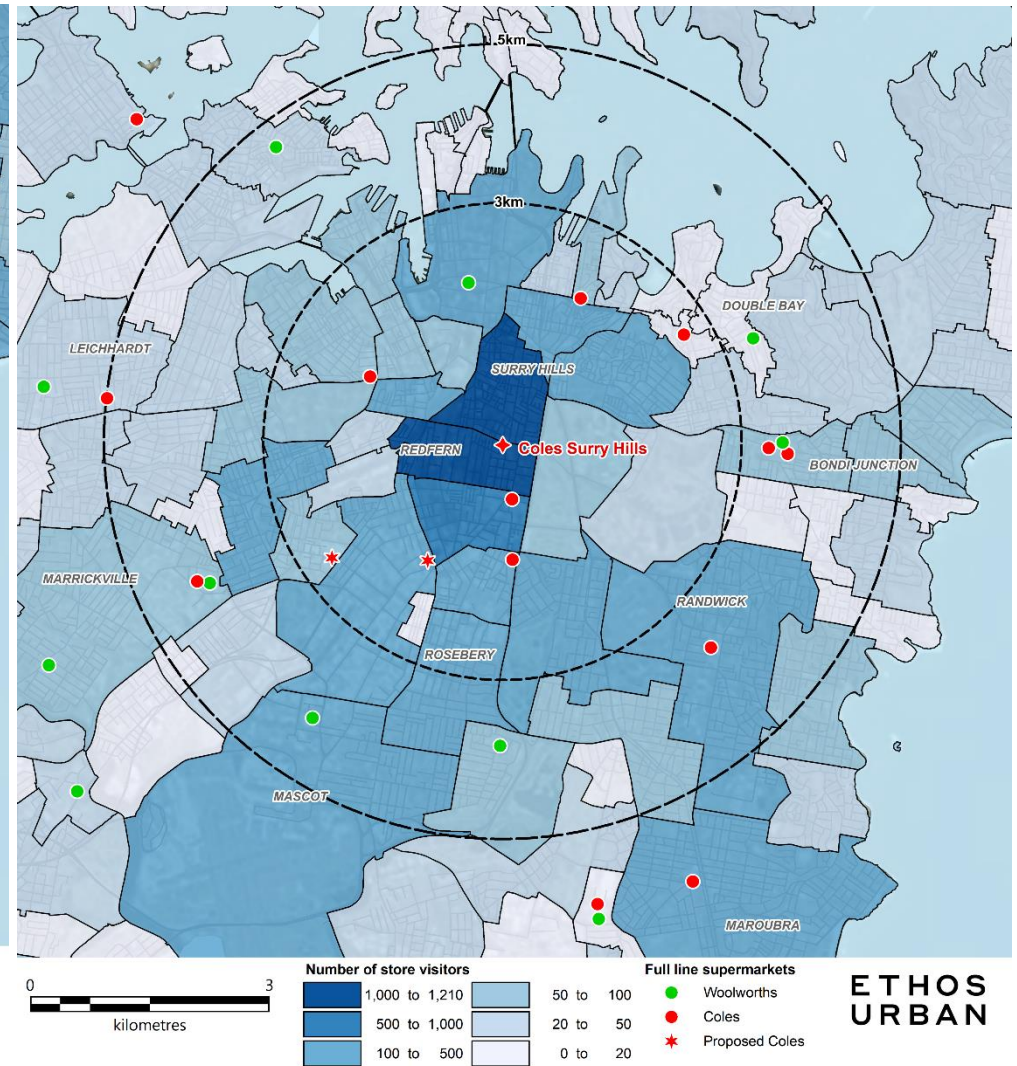 5km
3km
DOUBLE BAY
LEICHHARDT
SURRY HILLS
REDFERN
Coles Surry Hills
BONDI JUNCTION
MARRICKVILLE
RANDWICK
ROSEBERY
MASCOT
MAROUBRA
0 3
kilometres
Number of store visitors
1,000 to 1,210
500 to 1,000
100 to 500
50 to 100
20 to 50
0 to 20
Full line supermarkets
Woolworths
Coles
Proposed Coles
ETHOS
URBAN